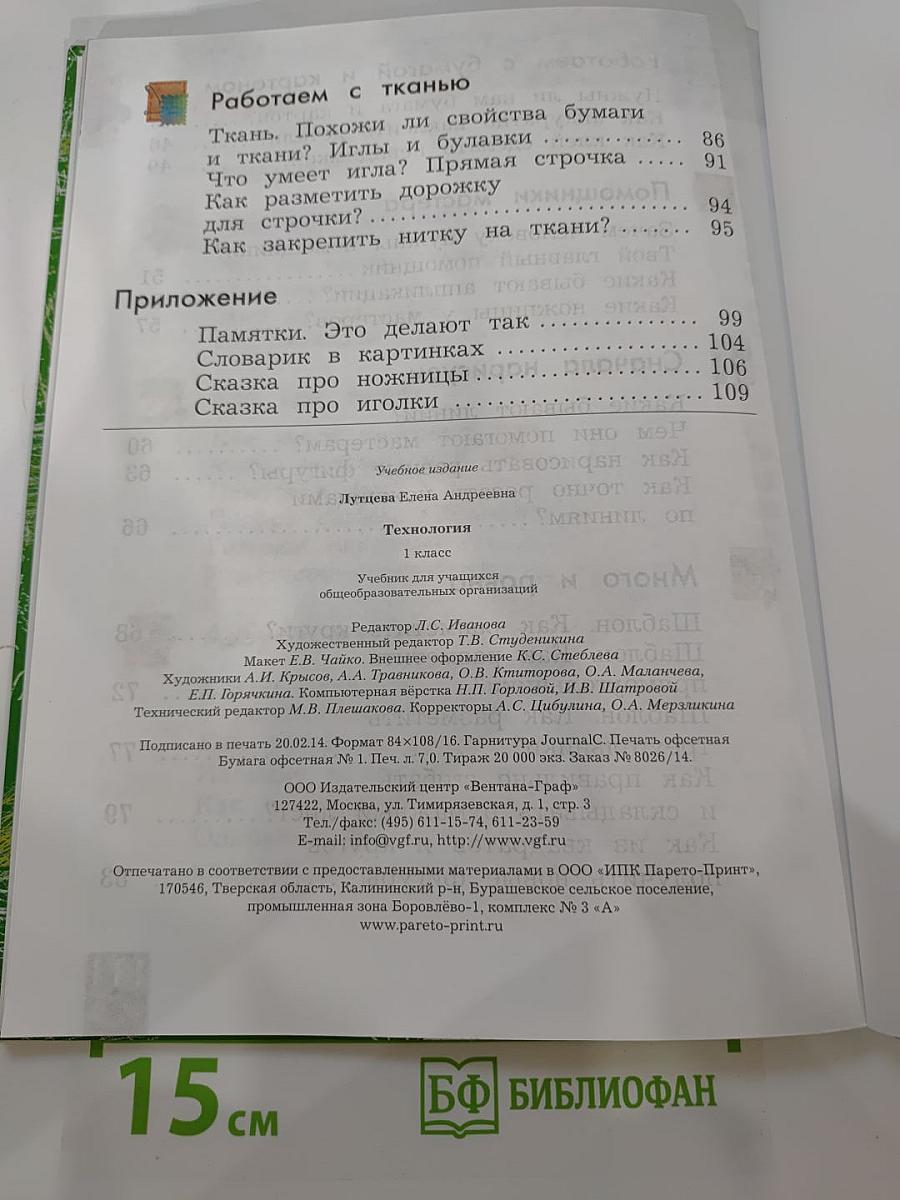 Работаем с тканью
Ткань. Похожи ли свойства бумаги
и ткани? Иглы и булавки ............. 86
Что умеет игла? Прямая строчка ..... 91
Как разметить дорожку
для строчки? ............................... 94
Как закрепить нитку на ткани? ....... 95
Приложение
Памятки. Это делают так ............... 99
Словарик в картинках ................... 104
Сказка про ножницы ..................... 106
Сказка про иголки ....................... 109
Учебное издание
Лутцева Елена Андреевна
Технология
1 класс
Учебник для учащихся
общеобразовательных организаций
Редактор Л.С. Иванова
Художественный редактор Т.В. Студеникина
Макет Е.В. Чайко. Внешнее оформление К.С. Стеблева
Художники А.И. Крысов, А.А. Травникова, О.В. Ктиторова, О.А. Маланчева,
Е.П. Горячкина. Компьютерная вёрстка Н.П. Горловой, И.В. Шатровой
Технический редактор М.В. Плешакова. Корректоры А.С. Цибулина, О.А. Мерзликина
Подписано в печать 20.02.14. Формат 84×108/16. Гарнитура JournalC. Печать офсетная
Бумага офсетная № 1. Печ. л. 7,0. Тираж 20 000 экз. Заказ № 8026/14.
ООО Издательский центр «Вентана-Граф»
127422, Москва, ул. Тимирязевская, д. 1, стр. 3
Тел./факс: (495) 611-15-74, 611-23-59
E-mail: info@vgf.ru, http://www.vgf.ru
Отпечатано в соответствии с предоставленными материалами в ООО «ИПК Парето-Принт»,
170546, Тверская область, Калининский р-н, Бурашевское сельское поселение,
промышленная зона Боровлёво-1, комплекс № 3 «А»
www.pareto-print.ru
15 см
БФ БИБЛИОФАН